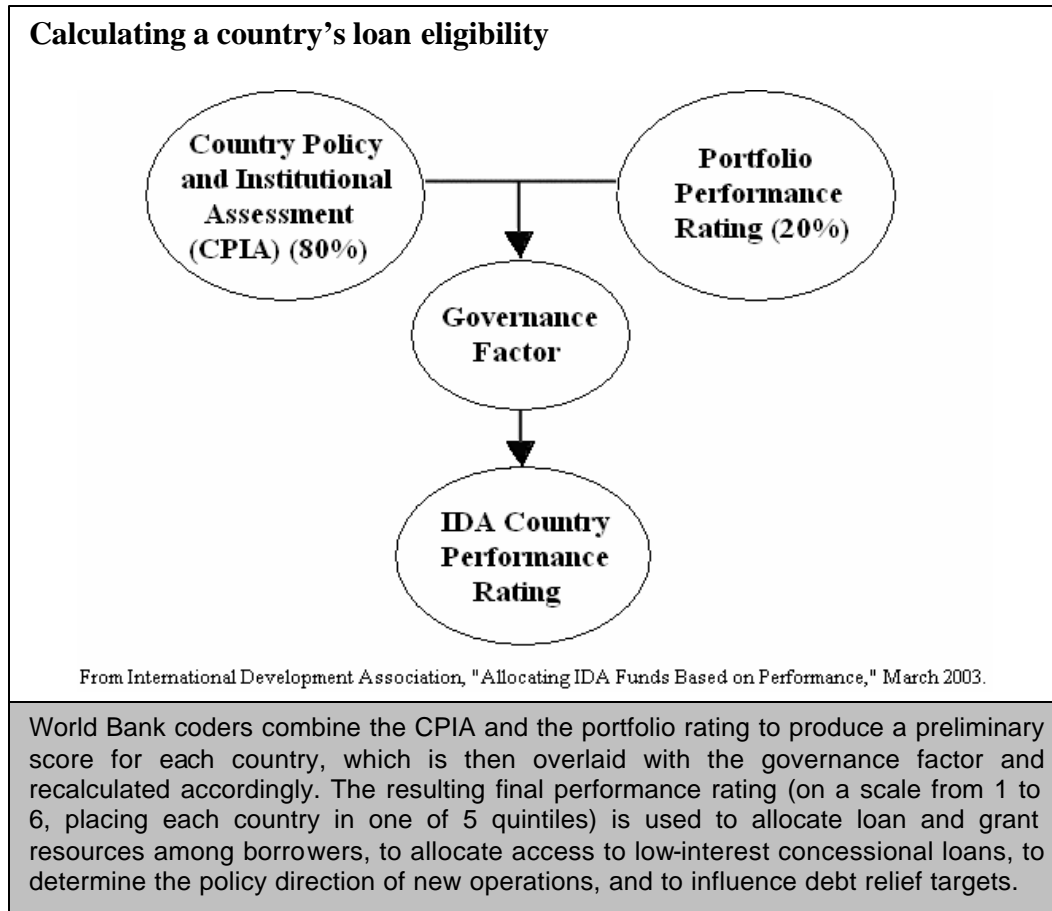 Calculating a country's loan eligibility
Country Policy
and Institutional
Assessment
(CPIA) (80%)
Portfolio
Performance
Rating (20%)
Governance
Factor
IDA Country
Performance
Rating
From International Development Association, "Allocating IDA Funds Based on Performance," March 2003.
World Bank coders combine the CPIA and the portfolio rating to produce a preliminary
score for each country, which is then overlaid with the governance factor and
recalculated accordingly. The resulting final performance rating (on a scale from 1 to
6, placing each country in one of 5 quintiles) is used to allocate loan and grant
resources among borrowers, to allocate access to low-interest concessional loans, to
determine the policy direction of new operations, and to influence debt relief targets.